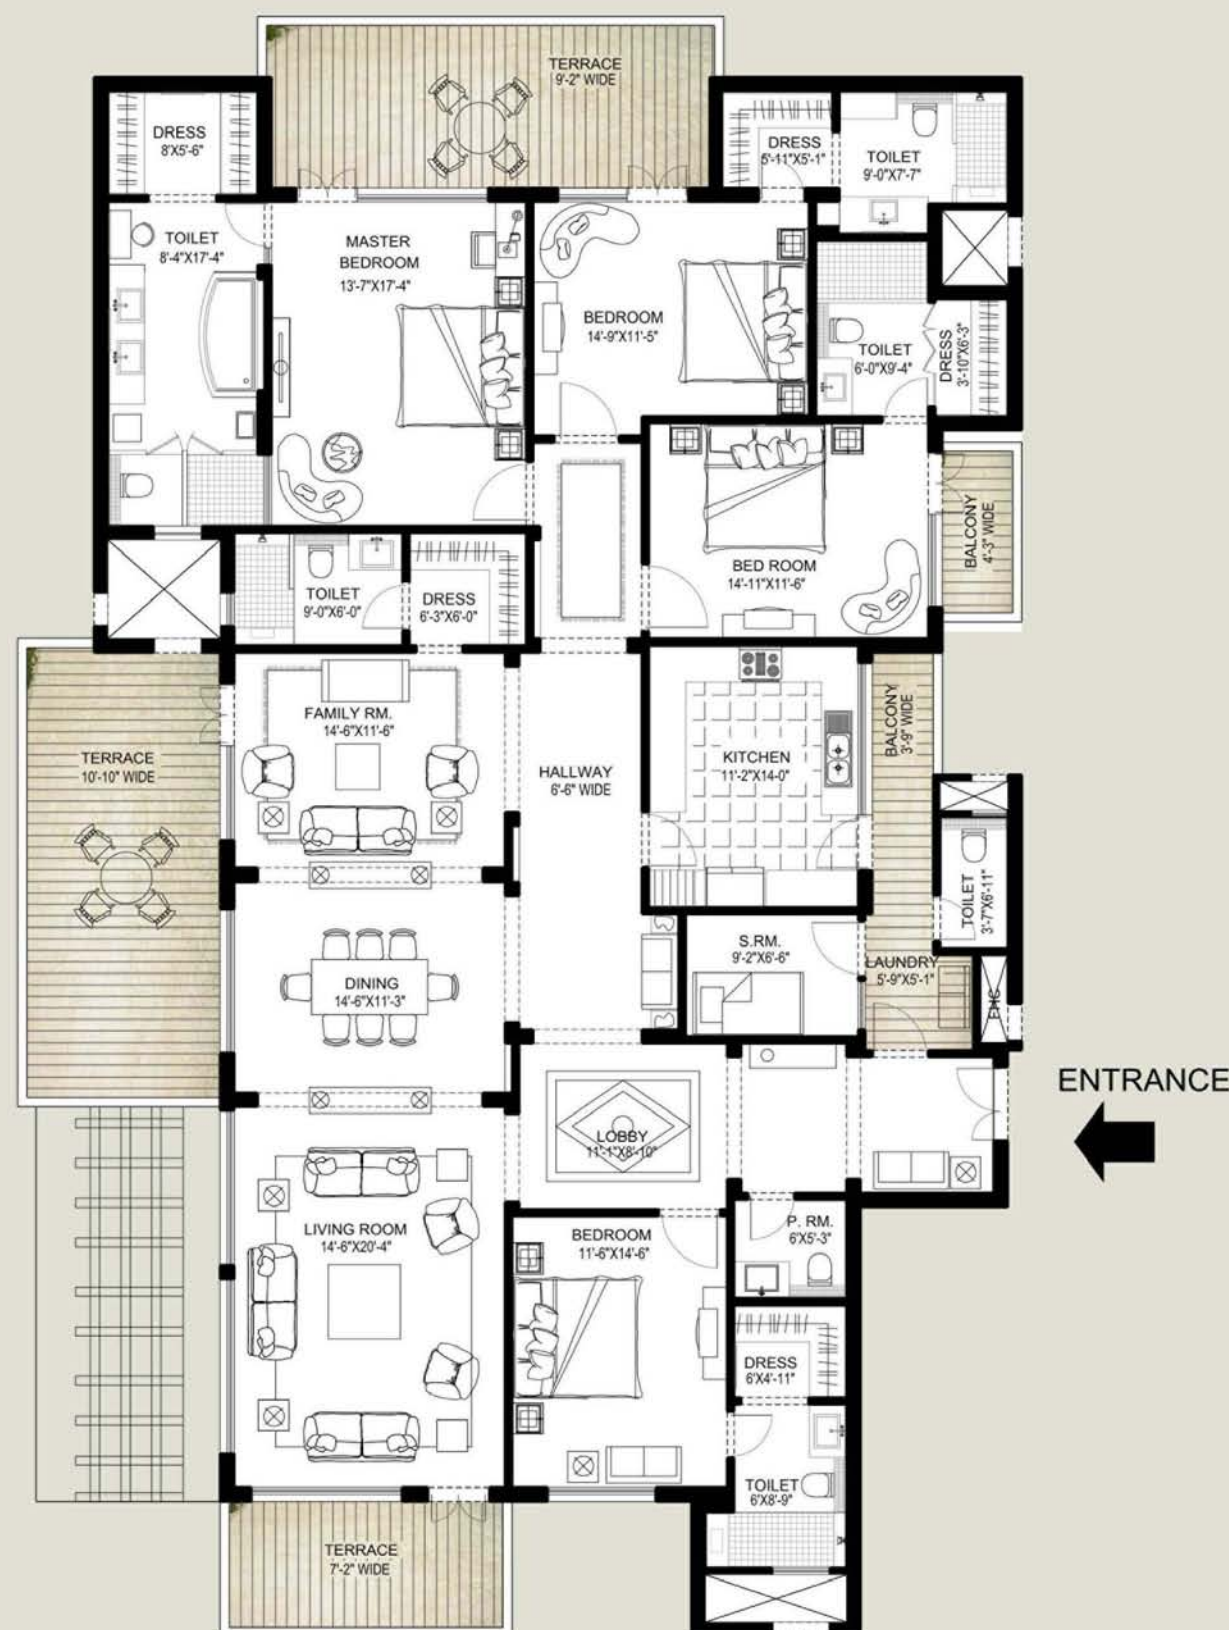 TERRACE
9'-2" WIDE
DRESS
8'X5'-6"
DRESS
5'-11"X5'-1"
TOILET
9'-0"X7'-7"
TOILET
8'-4"X17'-4"
MASTER
BEDROOM
13'-7"X17'-4"
BEDROOM
14'-9"X11'-5"
TOILET
6'-0"X9'-4"
DRESS
3'-10"X6'-3"
BALCONY
4'-3" WIDE
BED ROOM
14'-11"X11'-6"
TOILET
9'-0"X6'-0"
DRESS
6'-3"X6'-0"
FAMILY RM.
14'-6"X11'-6"
TERRACE
10'-10" WIDE
HALLWAY
6'-6" WIDE
KITCHEN
11'-2"X14-0"
BALCONY
3'-9" WIDE
TOILET
3'-7"X6'-11"
S.RM.
9'-2"X6'-6"
LAUNDRY
5'-9"X5'-1"
FHC
DINING
14'-6"X11'-3"
ENTRANCE
LOBBY
11'-1"X8'-10"
LIVING ROOM
14'-6"X20'-4"
BEDROOM
11'-6"X14'-6"
P. RM.
6'X5'-3"
DRESS
6'X4'-11"
TOILET
6'X8'-9"
TERRACE
7'-2" WIDE